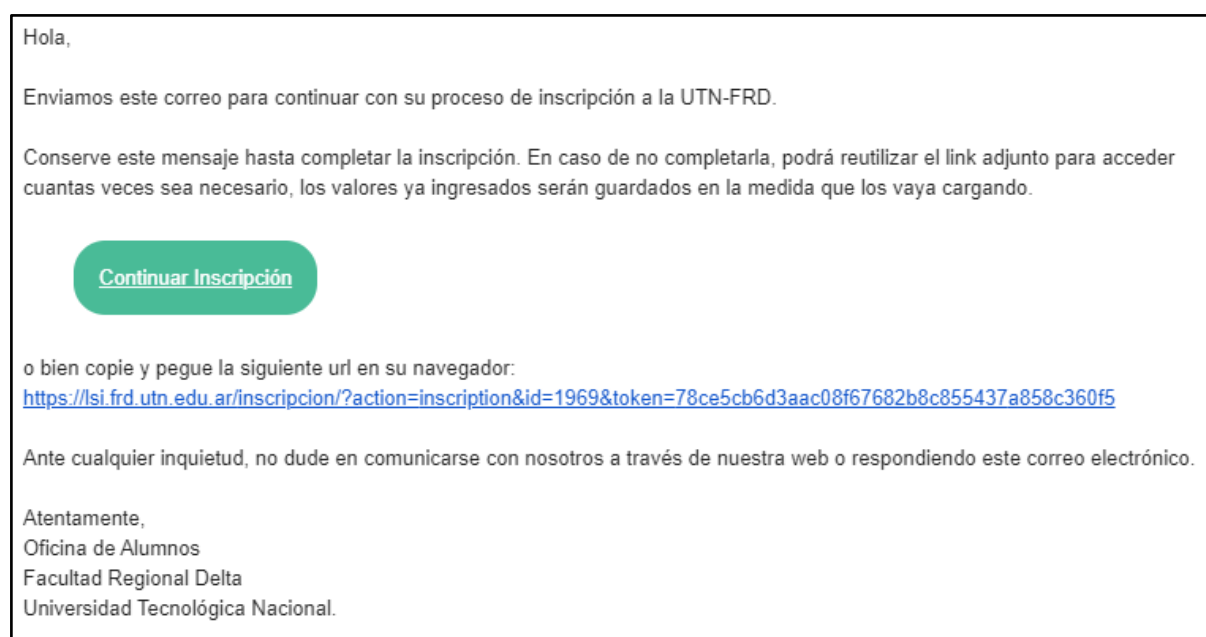 Hola,
Enviamos este correo para continuar con su proceso de inscripción a la UTN-FRD.
Conserve este mensaje hasta completar la inscripción. En caso de no completarla, podrá reutilizar el link adjunto para acceder
cuantas veces sea necesario, los valores ya ingresados serán guardados en la medida que los vaya cargando.
Continuar Inscripción
o bien copie y pegue la siguiente url en su navegador:
https://lsi.frd.utn.edu.ar/inscripcion/?action=inscription&id=1969&token=78ce5cb6d3aac08f67682b8c855437a858c360f5
Ante cualquier inquietud, no dude en comunicarse con nosotros a través de nuestra web o respondiendo este correo electrónico.
Atentamente,
Oficina de Alumnos
Facultad Regional Delta
Universidad Tecnológica Nacional.